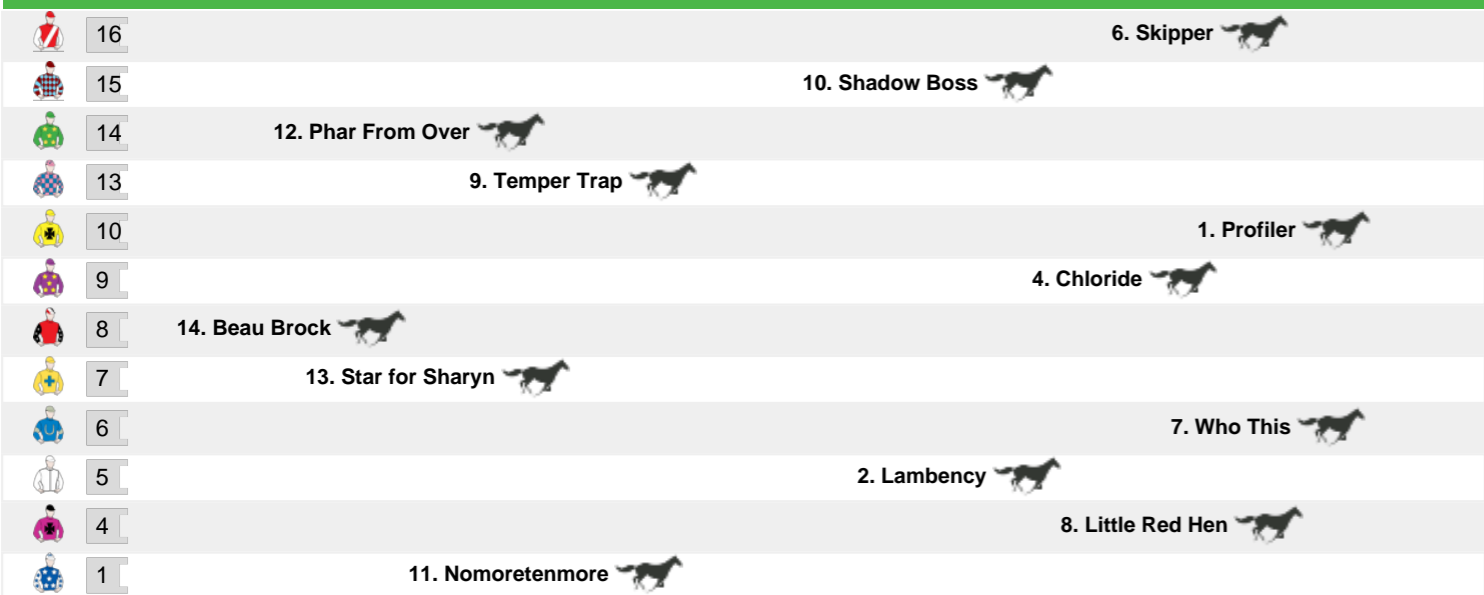 16 6. Skipper
15 10. Shadow Boss
14 12. Phar From Over
13 9. Temper Trap
10 1. Profiler
9 4. Chloride
8 14. Beau Brock
7 13. Star for Sharyn
6 7. Who This
5 2. Lambency
4 8. Little Red Hen
1 11. Nomoretenmore